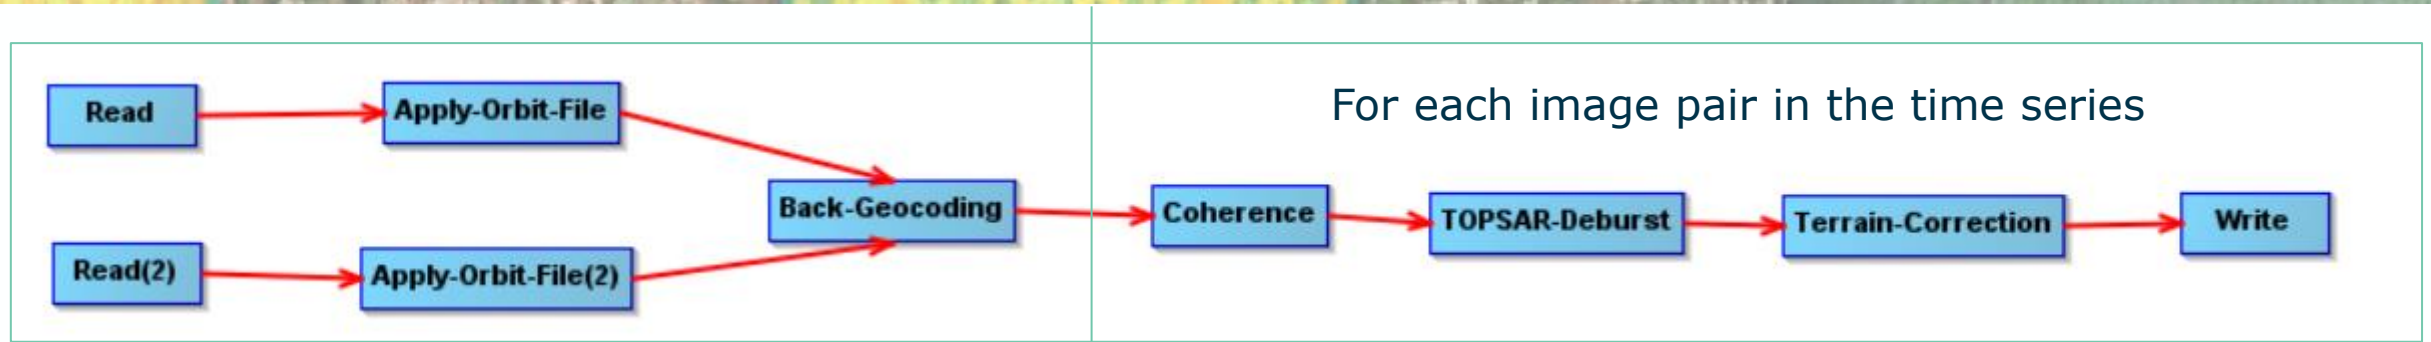 For each image pair in the time series
Read
Apply-Orbit-File
Read(2)
Apply-Orbit-File(2)
Back-Geocoding
Coherence
TOPSAR-Deburst
Terrain-Correction
Write